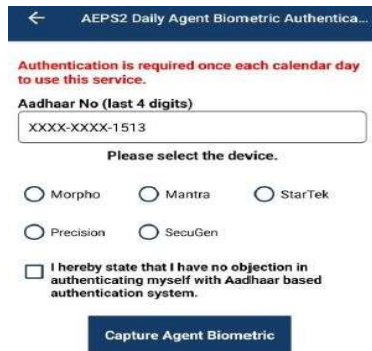 ← AEPS2 Daily Agent Biometric Authentica...
Authentication is required once each calendar day
to use this service.
Aadhaar No (last 4 digits)
XXXX-XXXX-1513
Please select the device.
Morpho Mantra StarTek
Precision SecuGen
I hereby state that I have no objection in
authenticating myself with Aadhaar based
authentication system.
Capture Agent Biometric